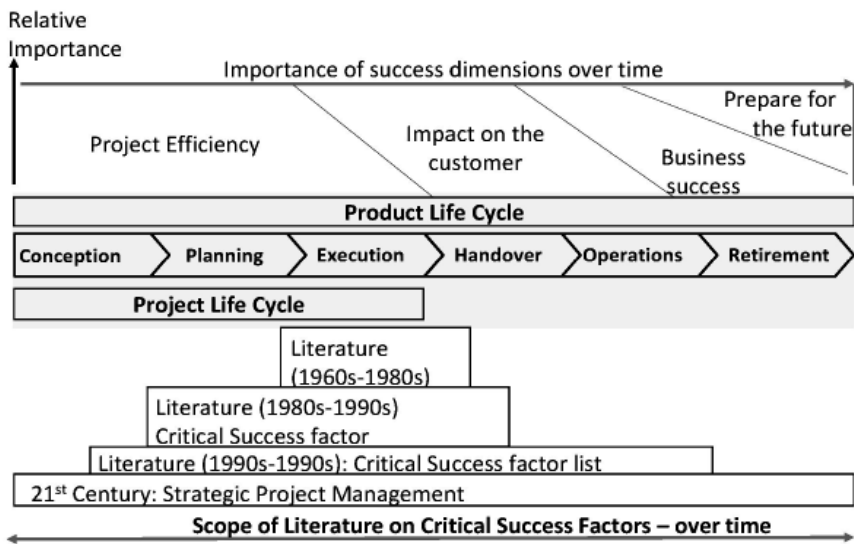 Relative
Importance
Importance of success dimensions over time
Project Efficiency
Impact on the
customer
Business
success
Prepare for
the future
Product Life Cycle
Conception
Planning
Execution
Handover
Operations
Retirement
Project Life Cycle
Literature
(1960s-1980s)
Literature (1980s-1990s)
Critical Success factor
Literature (1990s-1990s): Critical Success factor list
21st Century: Strategic Project Management
Scope of Literature on Critical Success Factors – over time